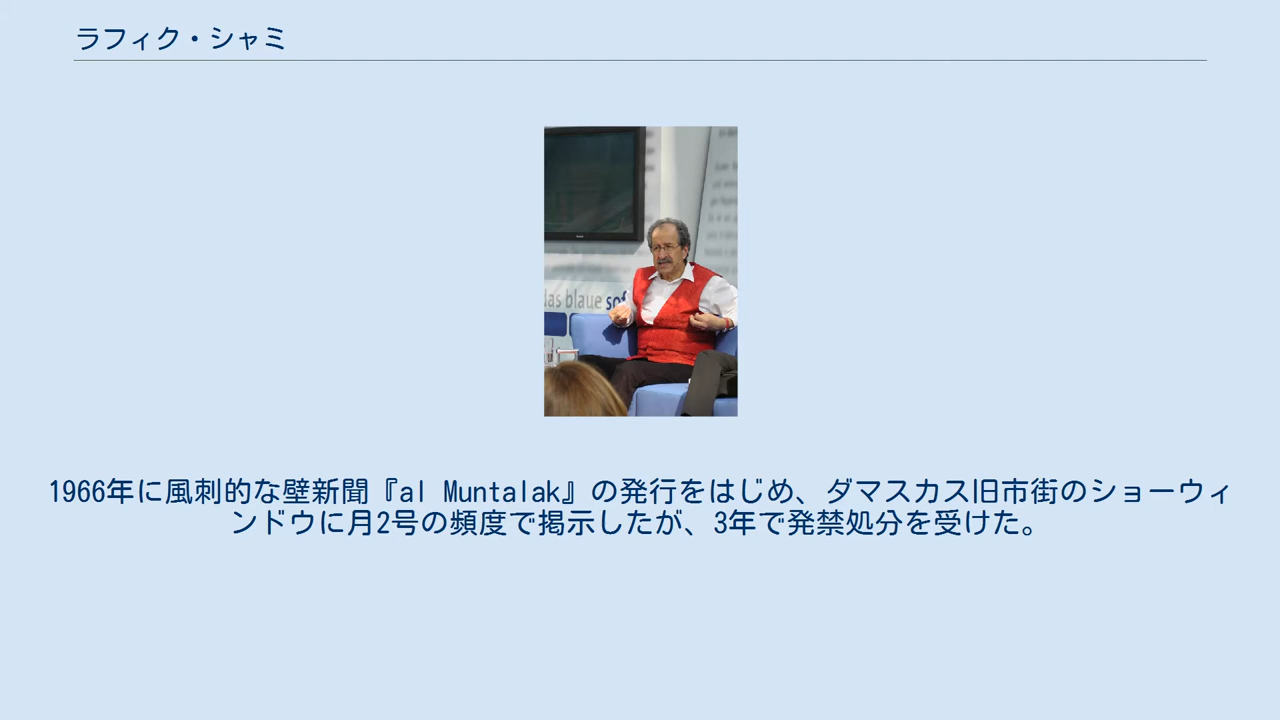 ラフィク・シャミ
das blaue sof
1966年に風刺的な壁新聞『al Muntalak』の発行をはじめ、ダマスカス旧市街のショーウィ
ンドウに月2号の頻度で掲示したが、3年で発禁処分を受けた。